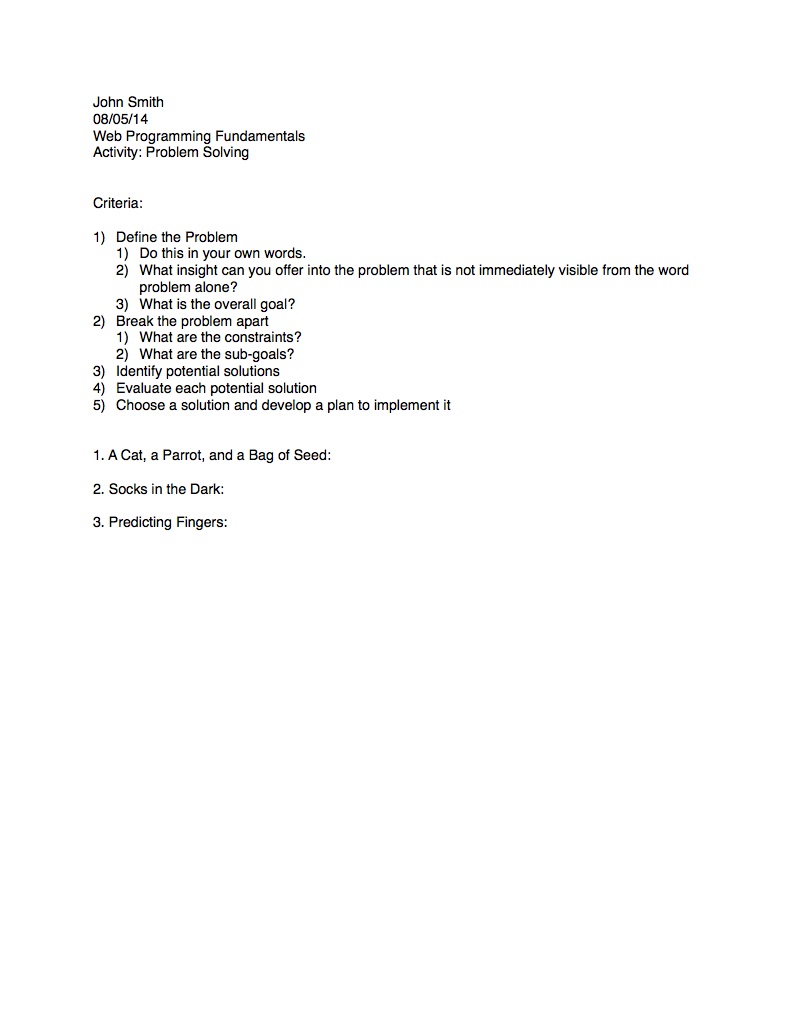 John Smith
08/05/14
Web Programming Fundamentals
Activity: Problem Solving
Criteria:
1) Define the Problem
1) Do this in your own words.
2) What insight can you offer into the problem that is not immediately visible from the word
problem alone?
3) What is the overall goal?
2) Break the problem apart
1) What are the constraints?
2) What are the sub-goals?
3) Identify potential solutions
4) Evaluate each potential solution
5) Choose a solution and develop a plan to implement it
1. A Cat, a Parrot, and a Bag of Seed:
2. Socks in the Dark:
3. Predicting Fingers: